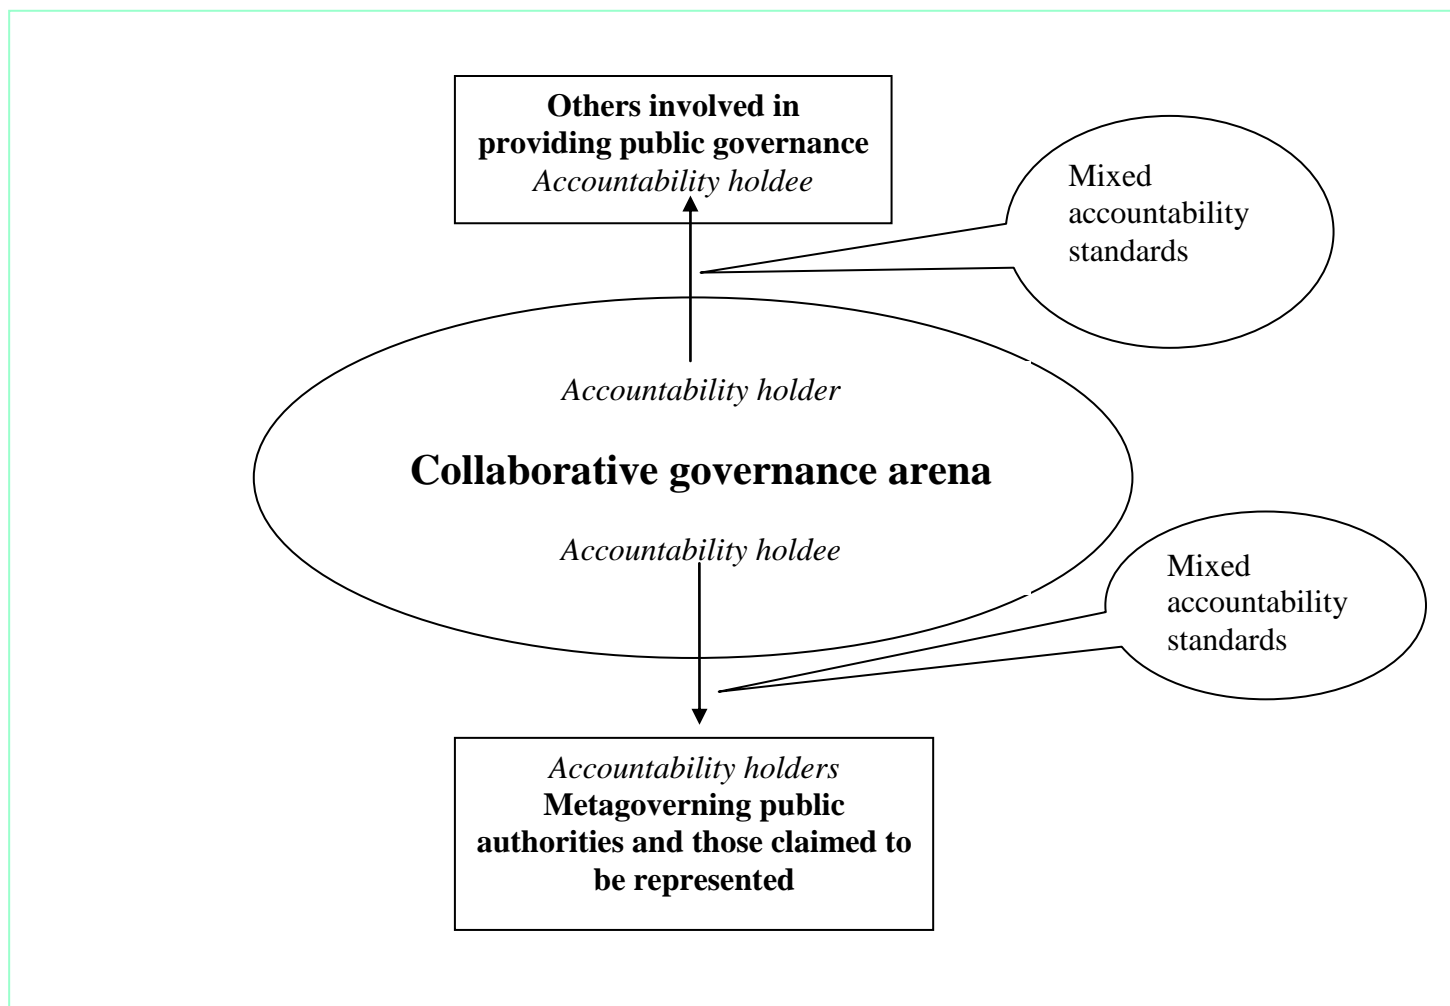 Others involved in
providing public governance
Accountability holdee
Mixed
accountability
standards
Accountability holder
Collaborative governance arena
Accountability holdee
Mixed
accountability
standards
Accountability holders
Metagoverning public
authorities and those claimed to
be represented